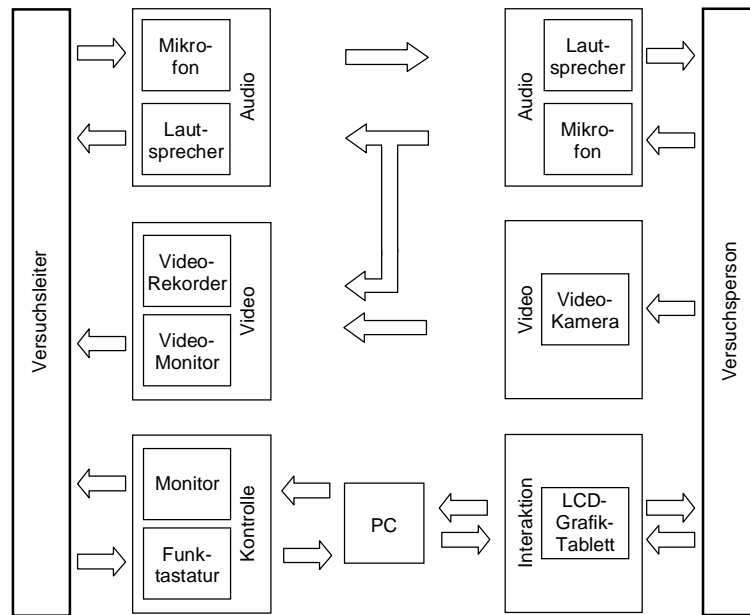 Versuchsleiter
Mikro-
fon
Laut-
sprecher
Audio
Video-
Rekorder
Video-
Monitor
Video
Monitor
Funk-
tastatur
Kontrolle
PC
Audio
Laut-
sprecher
Mikro-
fon
Video
Video-
Kamera
Interaktion
LCD-
Grafik-
Tablett
Versuchsperson